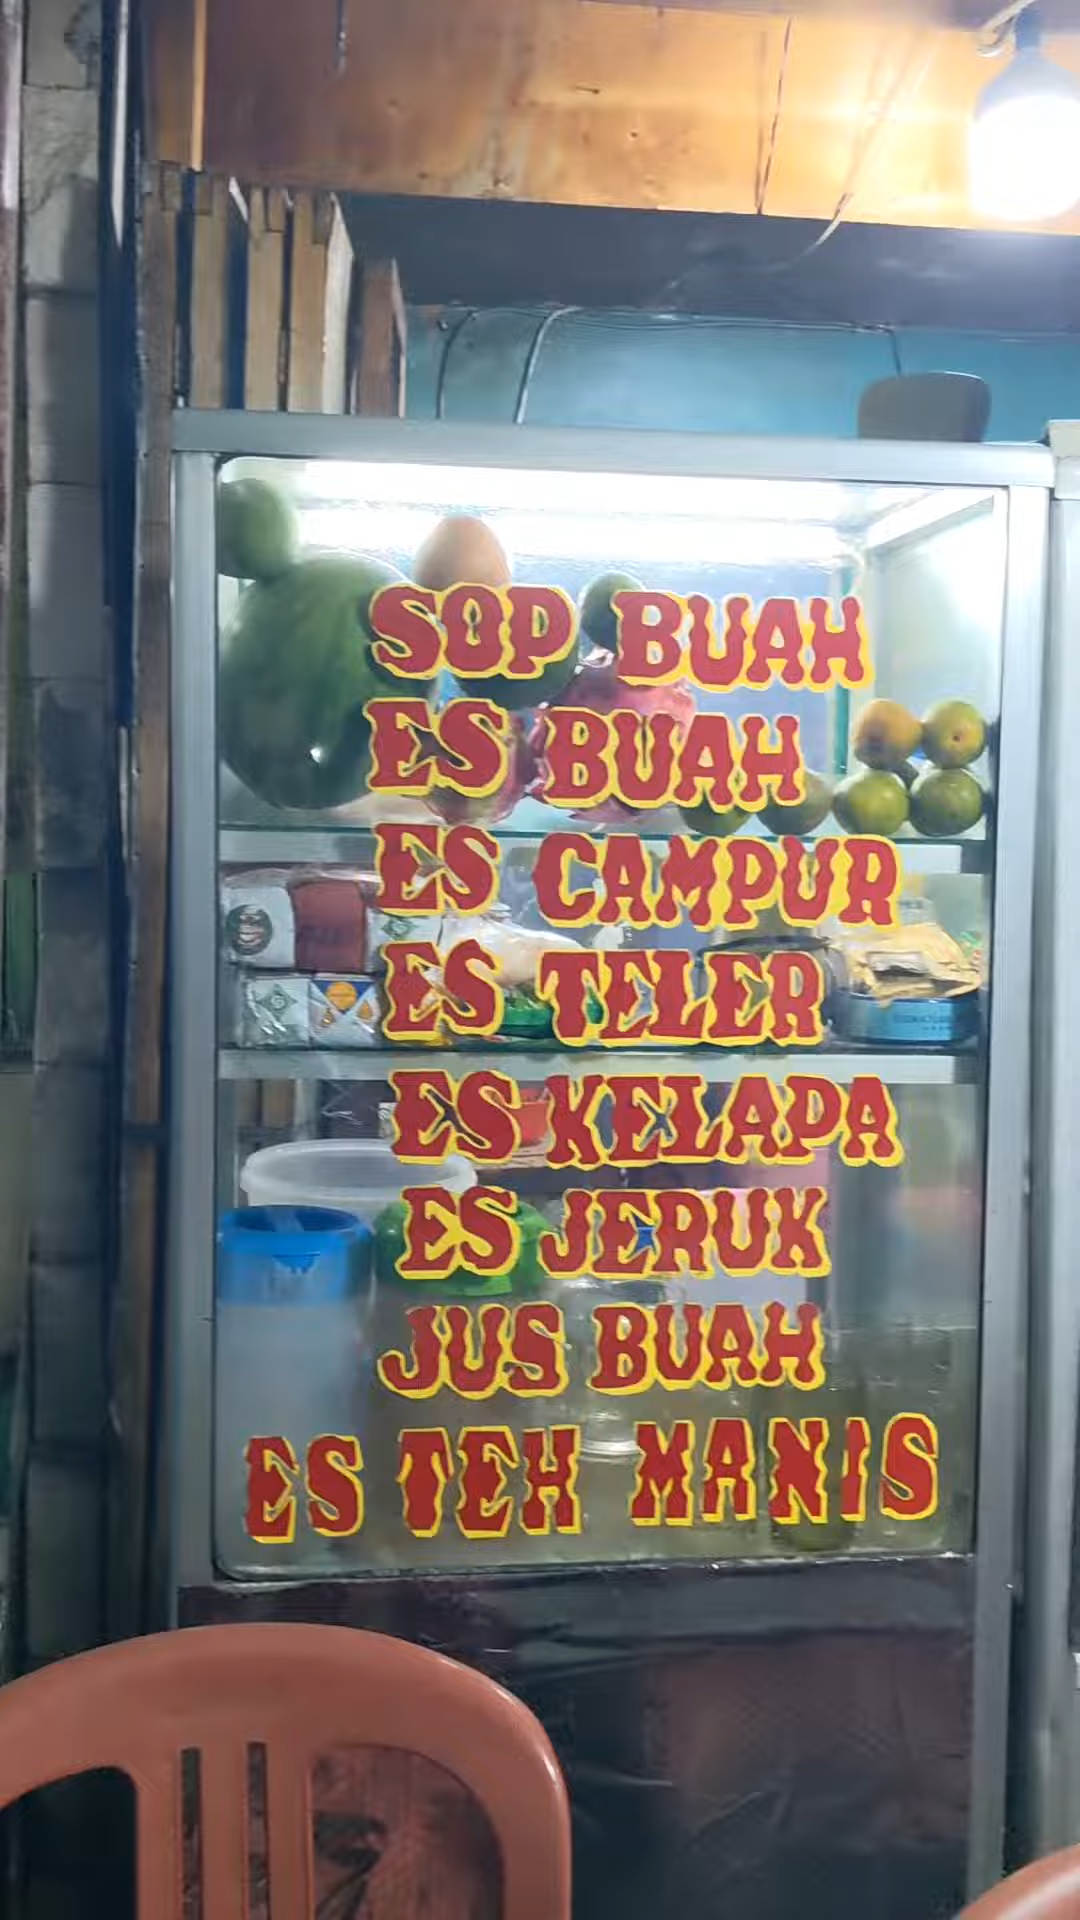 SOP BUAH
ES BUAH
ES CAMPUR
ES TELER
ES KELAPA
ES JERUK
JUS BUAH
ES TEH MANIS